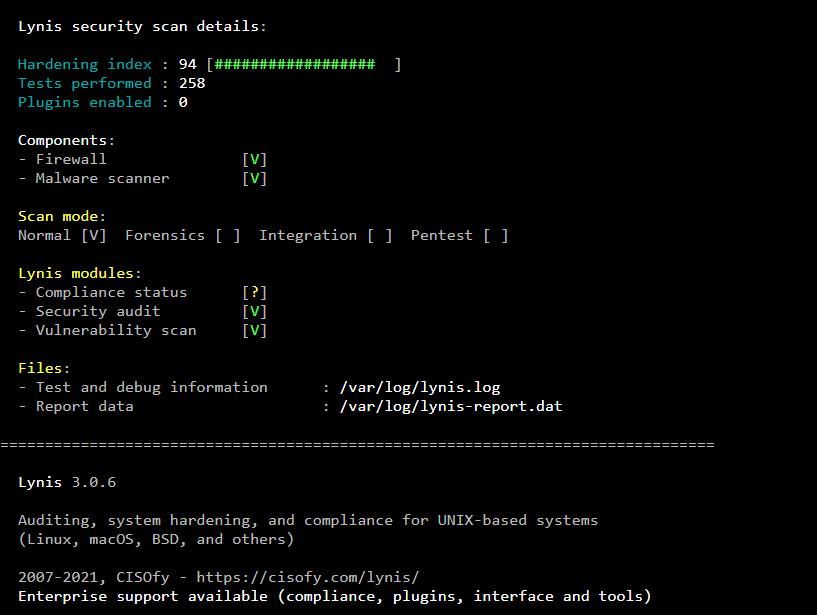 Lynis security scan details:
Hardening index : 94 [################## ]
Tests performed : 258
Plugins enabled : 0
Components:
- Firewall [V]
- Malware scanner [V]
Scan mode:
Normal [V] Forensics [ ] Integration [ ] Pentest [ ]
Lynis modules:
- Compliance status [?]
- Security audit [V]
- Vulnerability scan [V]
Files:
- Test and debug information : /var/log/lynis.log
- Report data : /var/log/lynis-report.dat
================================================================================
Lynis 3.0.6
Auditing, system hardening, and compliance for UNIX-based systems
(Linux, macOS, BSD, and others)
2007-2021, CISOfy - https://cisofy.com/lynis/
Enterprise support available (compliance, plugins, interface and tools)